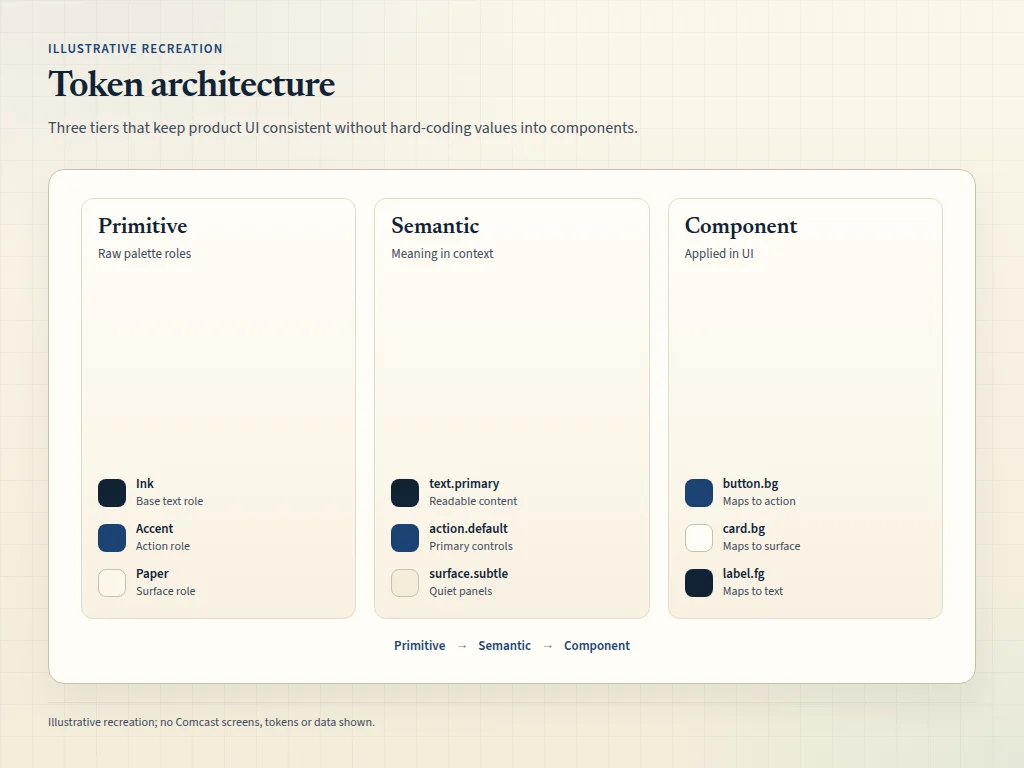 ILLUSTRATIVE RECREATION
Token architecture
Three tiers that keep product UI consistent without hard-coding values into components.
Primitive
Raw palette roles
Ink
Base text role
Accent
Action role
Paper
Surface role
Semantic
Meaning in context
text.primary
Readable content
action.default
Primary controls
surface.subtle
Quiet panels
Component
Applied in UI
button.bg
Maps to action
card.bg
Maps to surface
label.fg
Maps to text
Primitive → Semantic → Component
Illustrative recreation; no Comcast screens, tokens or data shown.